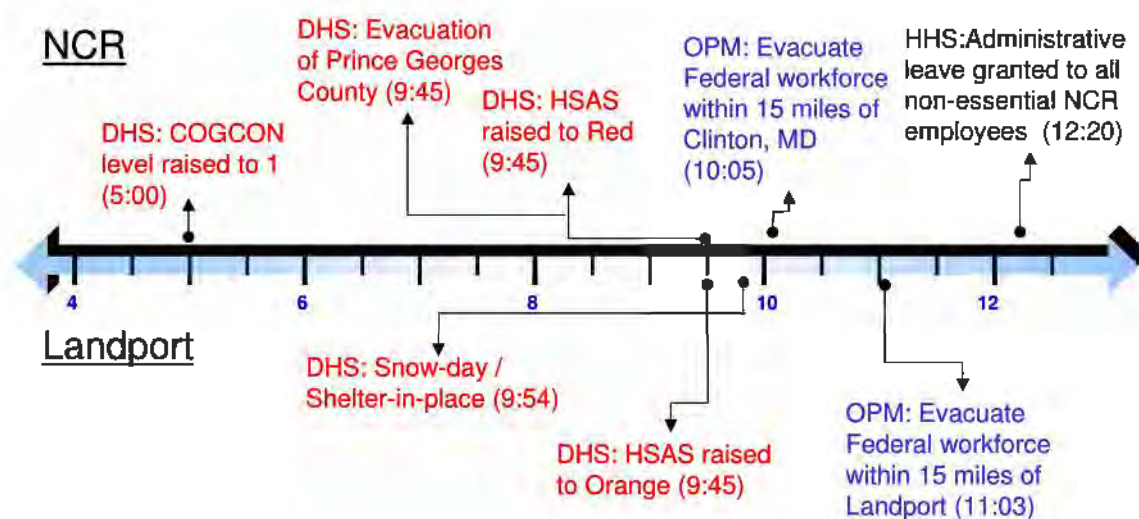 NCR
DHS: Evacuation
of Prince Georges
County (9:45)
DHS: COGCON
level raised to 1
(5:00)
DHS: HSAS
raised to Red
(9:45)
OPM: Evacuate
Federal workforce
within 15 miles of
Clinton, MD
(10:05)
HHS:Administrative
leave granted to all
non-essential NCR
employees (12:20)
4 6 8 10 12
Landport
DHS: Snow-day /
Shelter-in-place (9:54)
DHS: HSAS raised
to Orange (9:45)
OPM: Evacuate
Federal workforce
within 15 miles of
Landport (11:03)